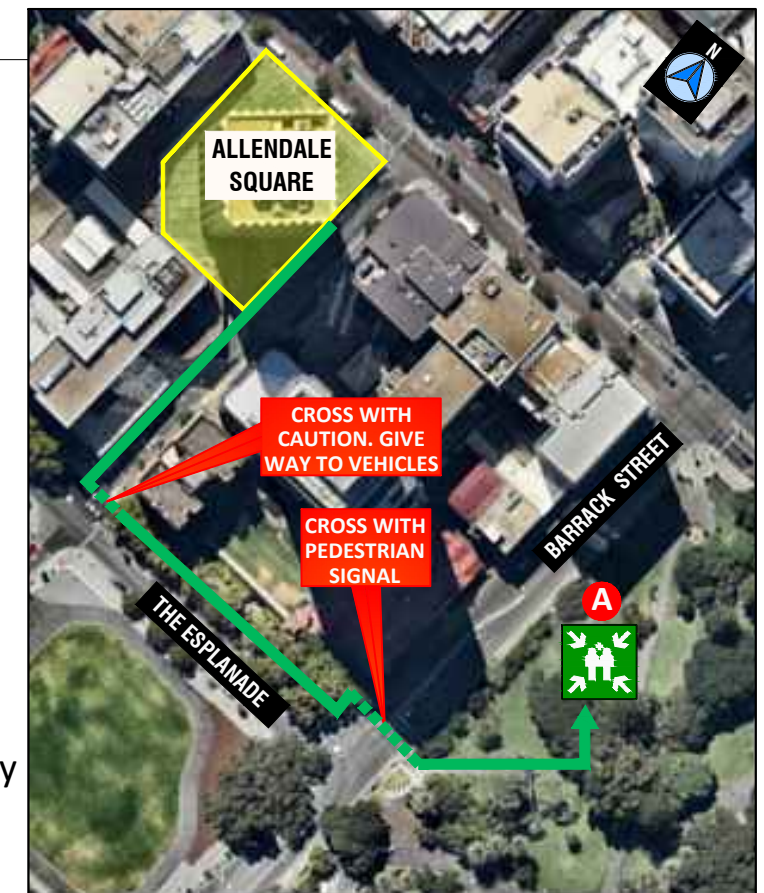 N
ALLENDALE
SQUARE
CROSS WITH
CAUTION. GIVE
WAY TO VEHICLES
CROSS WITH
PEDESTRIAN
SIGNAL
BARRACK STREET
A
THE ESPLANADE
y